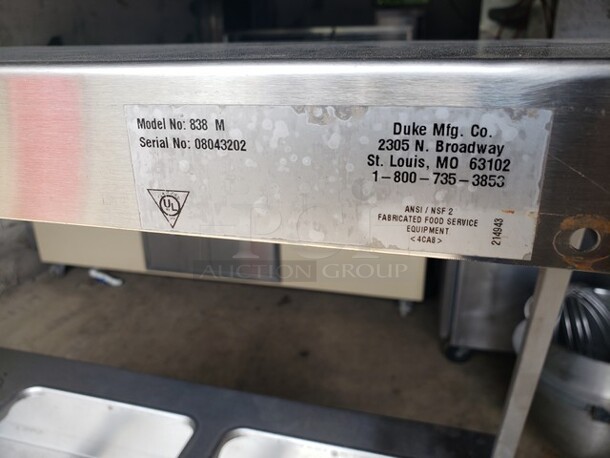 Model No: 838 M
Serial No: 08043202
UL
Duke Mfg. Co.
2305 N. Broadway
St. Louis, MO 63102
1-800-735-3853
ANSI / NSF 2
FABRICATED FOOD SERVICE
EQUIPMENT
<4CA8>
214943
AUCTION GROUP